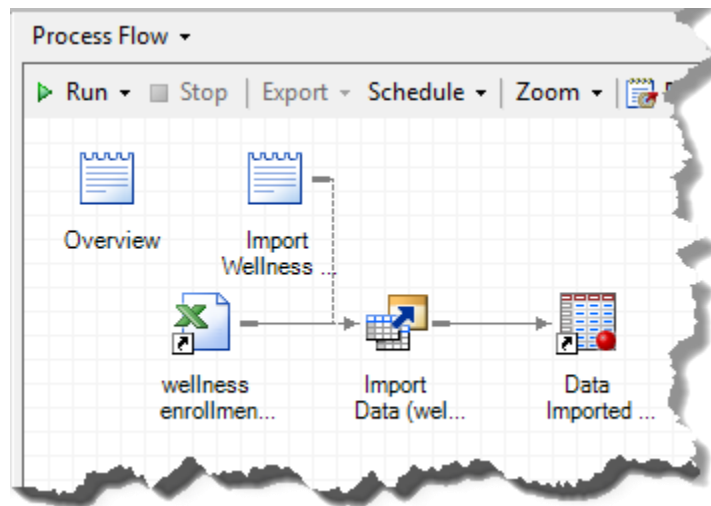 Process Flow
Run Stop Export Schedule Zoom
Overview
Import
Wellness ...
wellness
enrollmen...
Import
Data (wel...
Data
Imported ...